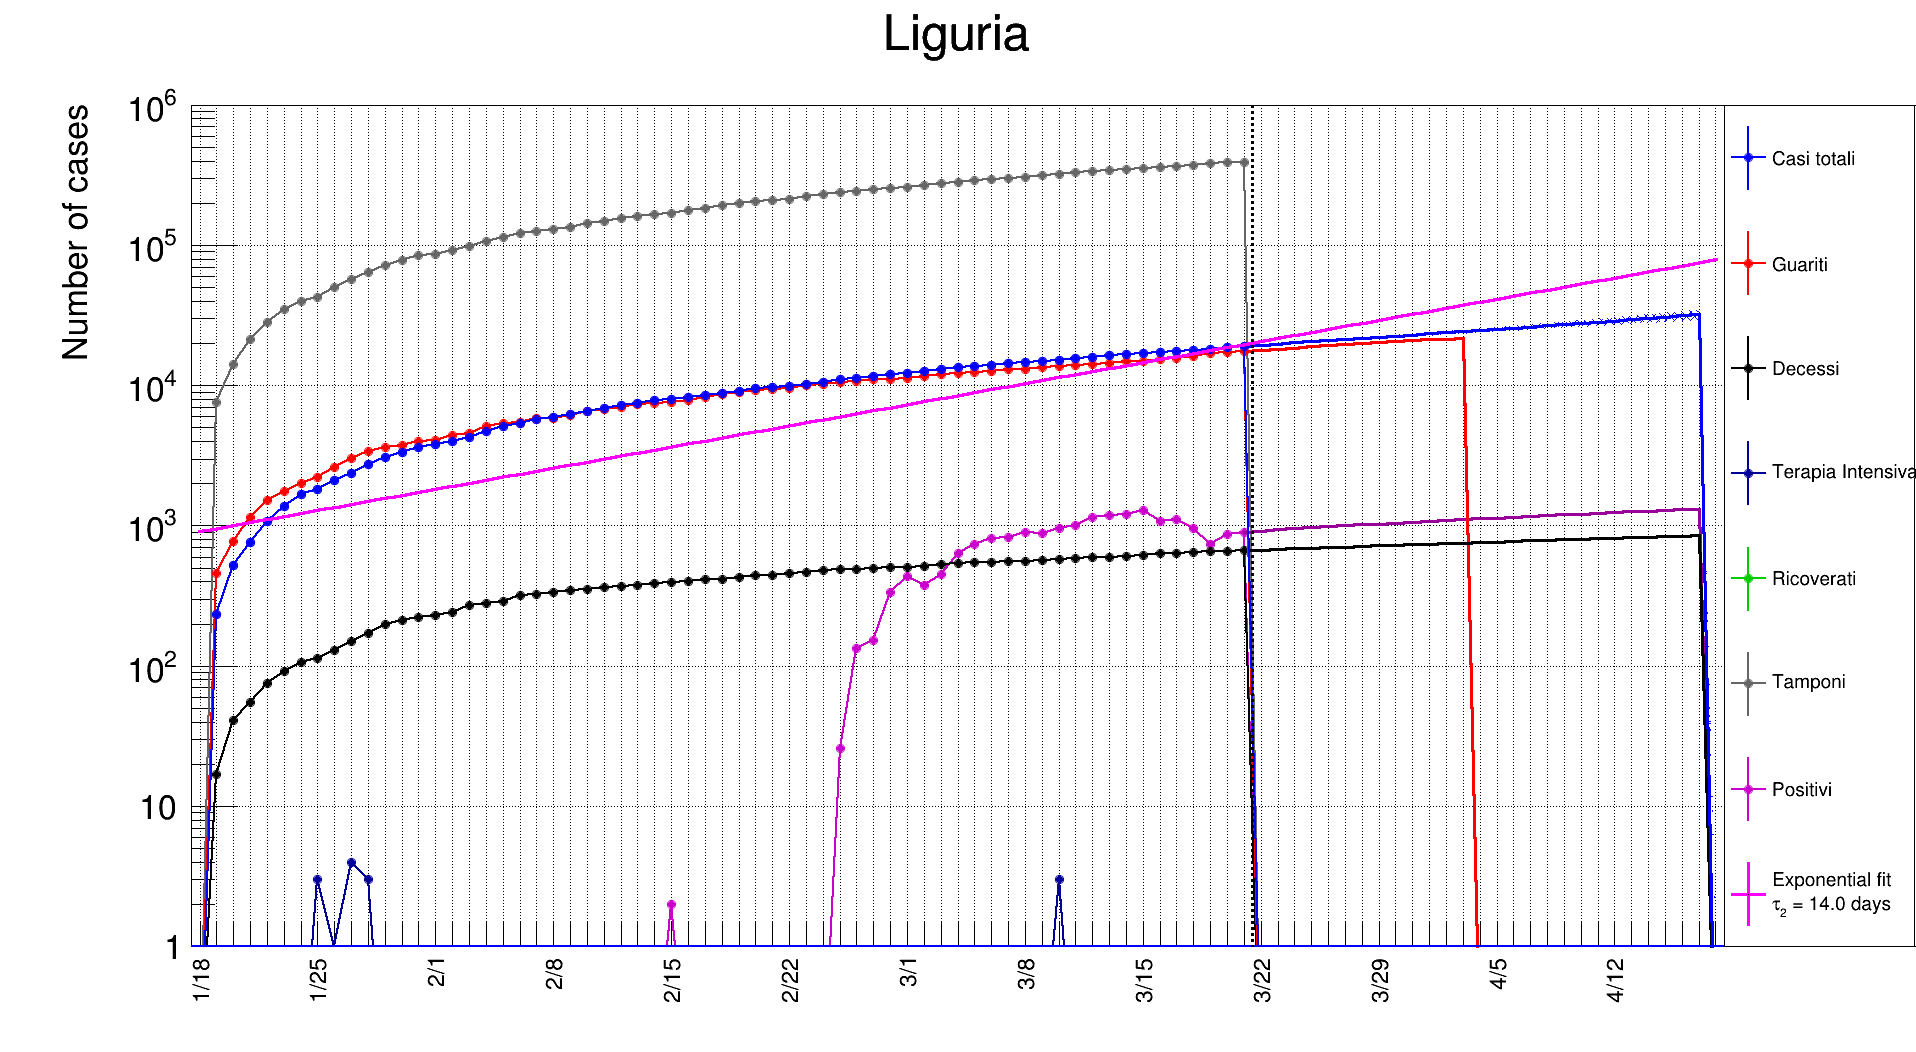 Liguria
Number of cases
10^6
10^5
10^4
10^3
10^2
10
1
1/18
1/25
2/1
2/8
2/15
2/22
3/1
3/8
3/15
3/22
3/29
4/5
4/12
Casi totali
Guariti
Decessi
Terapia Intensiva
Ricoverati
Tamponi
Positivi
Exponential fit
τ₂ = 14.0 days